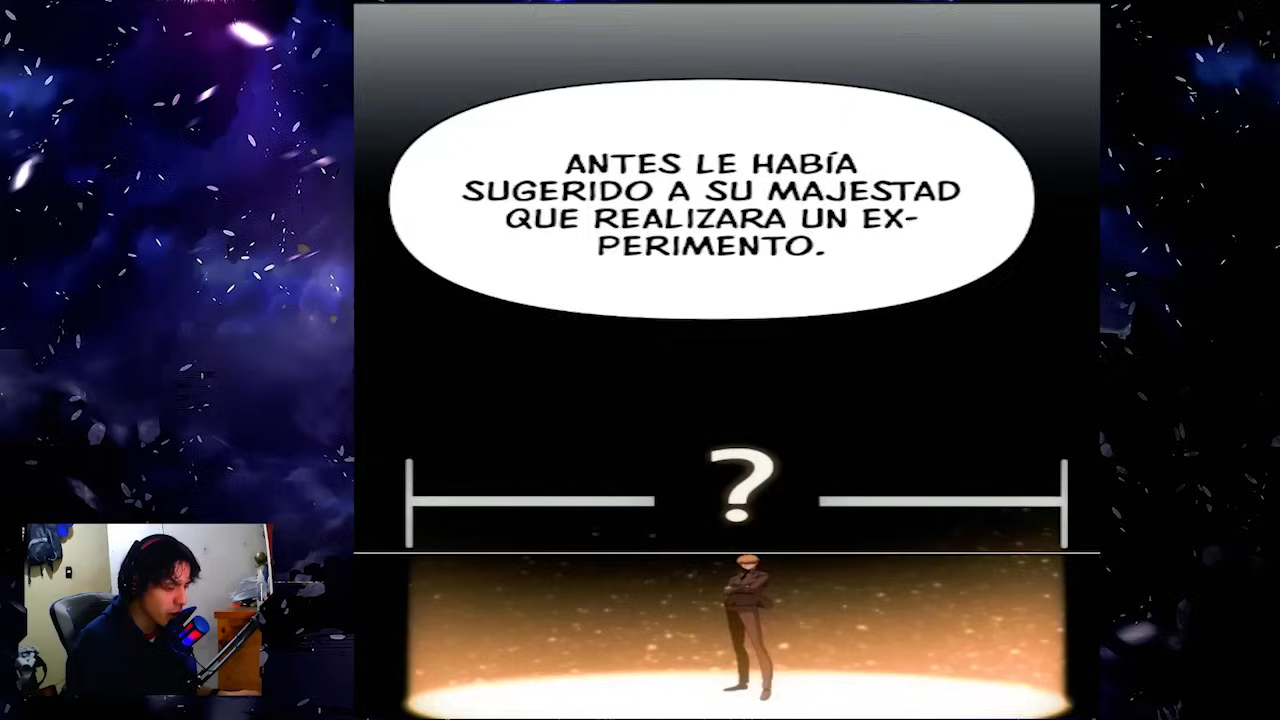 ANTES LE HABÍA
SUGERIDO A SU MAJESTAD
QUE REALIZARA UN EX-
PERIMENTO.
?